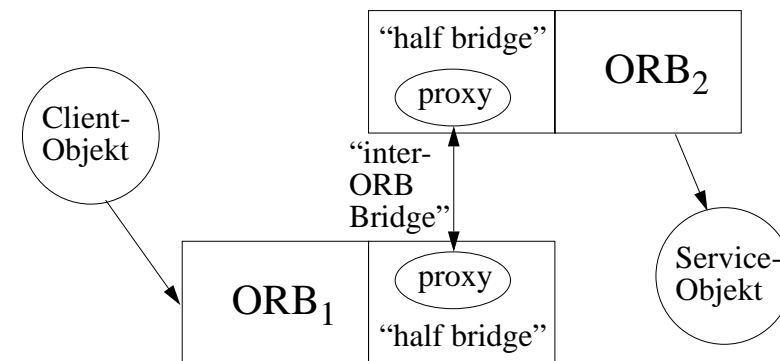 “half bridge”
proxy
ORB2
Client-
Objekt
“inter-
ORB
Bridge”
ORB1
proxy
“half bridge”
Service-
Objekt